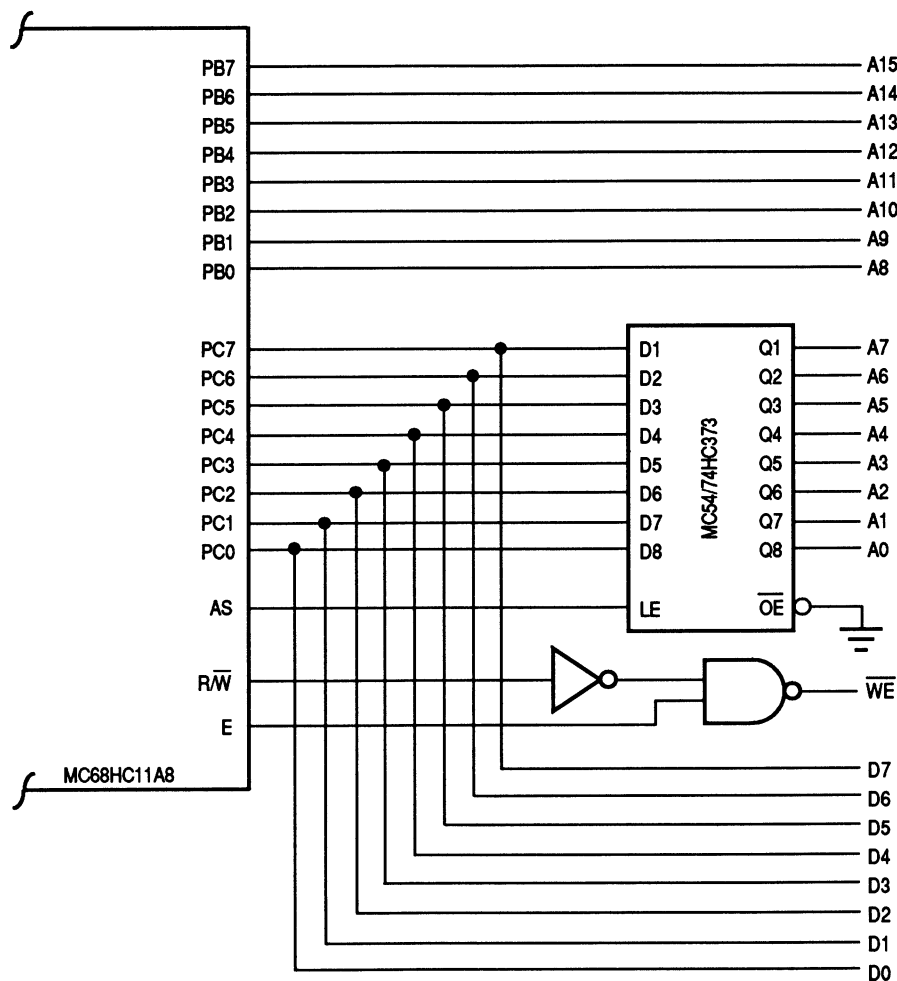 PB7 A15
PB6 A14
PB5 A13
PB4 A12
PB3 A11
PB2 A10
PB1 A9
PB0 A8
PC7 D1 Q1 A7
PC6 D2 Q2 A6
PC5 D3 Q3 A5
PC4 D4 Q4 A4
PC3 D5 Q5 A3
PC2 D6 Q6 A2
PC1 D7 Q7 A1
PC0 D8 Q8 A0
MC54/74HC373
AS LE O̅E̅
R/W̅ W̅E̅
E
MC68HC11A8
D7
D6
D5
D4
D3
D2
D1
D0